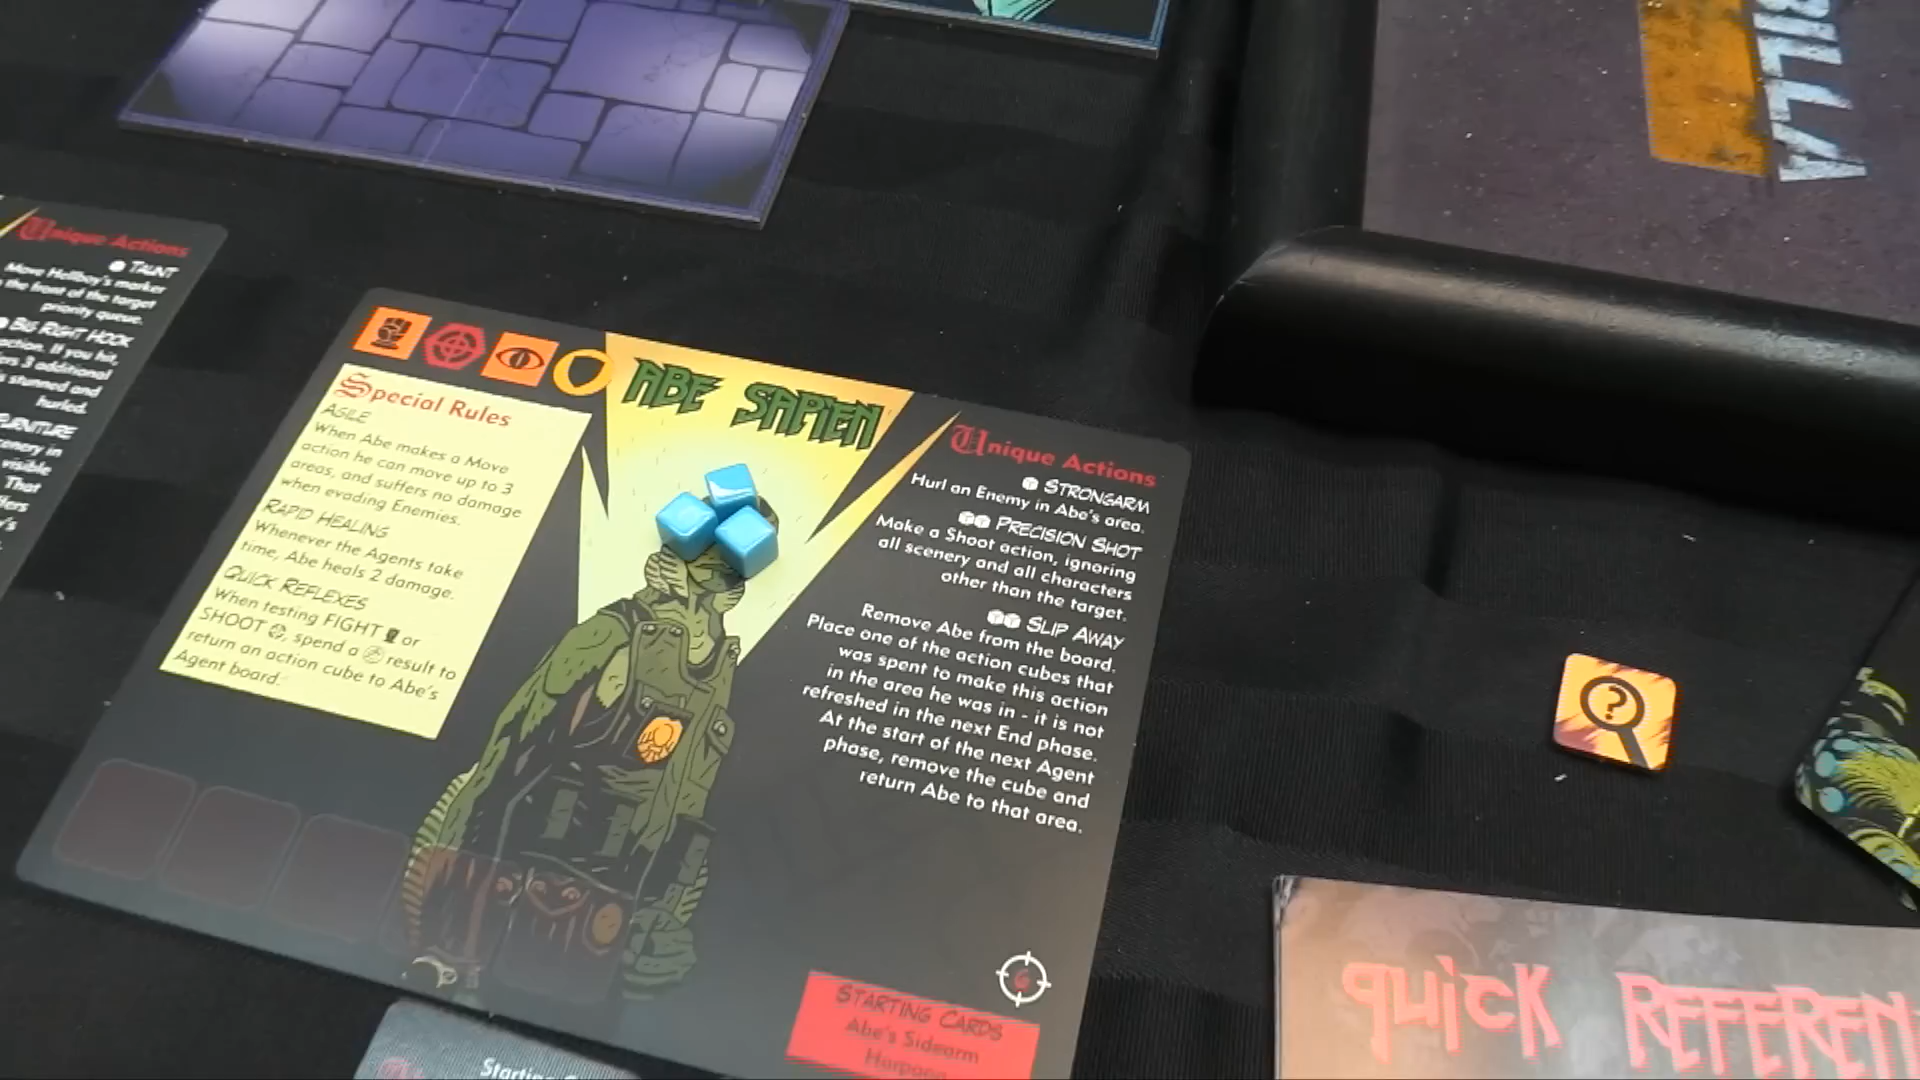 BILLA
Unique Actions
TAUNT
Move Hellboy's marker
the front of the target
priority queue.
BIG RIGHT HOOK
action. If you hit,
3 additional
stunned and
hurled.
FURNITURE
scenery in
visible
That
ABE SAPIEN
Special Rules
AGILE
When Abe makes a Move
action he can move up to 3
areas, and suffers no damage
when evading Enemies.
RAPID HEALING
Whenever the Agents take
time, Abe heals 2 damage.
QUICK REFLEXES
When testing FIGHT or
SHOOT, spend a result to
return an action cube to Abe's
Agent board.
Unique Actions
STRONGARM
Hurl an Enemy in Abe's area.
PRECISION SHOT
Make a Shoot action, ignoring
all scenery and all characters
other than the target.
SLIP AWAY
Remove Abe from the board.
Place one of the action cubes that
was spent to make this action
in the area he was in - it is not
refreshed in the next End phase.
At the start of the next Agent
phase, remove the cube and
return Abe to that area.
6
STARTING CARDS
Abe's Sidearm
Harpoon
?
Starting
quick REFEREN